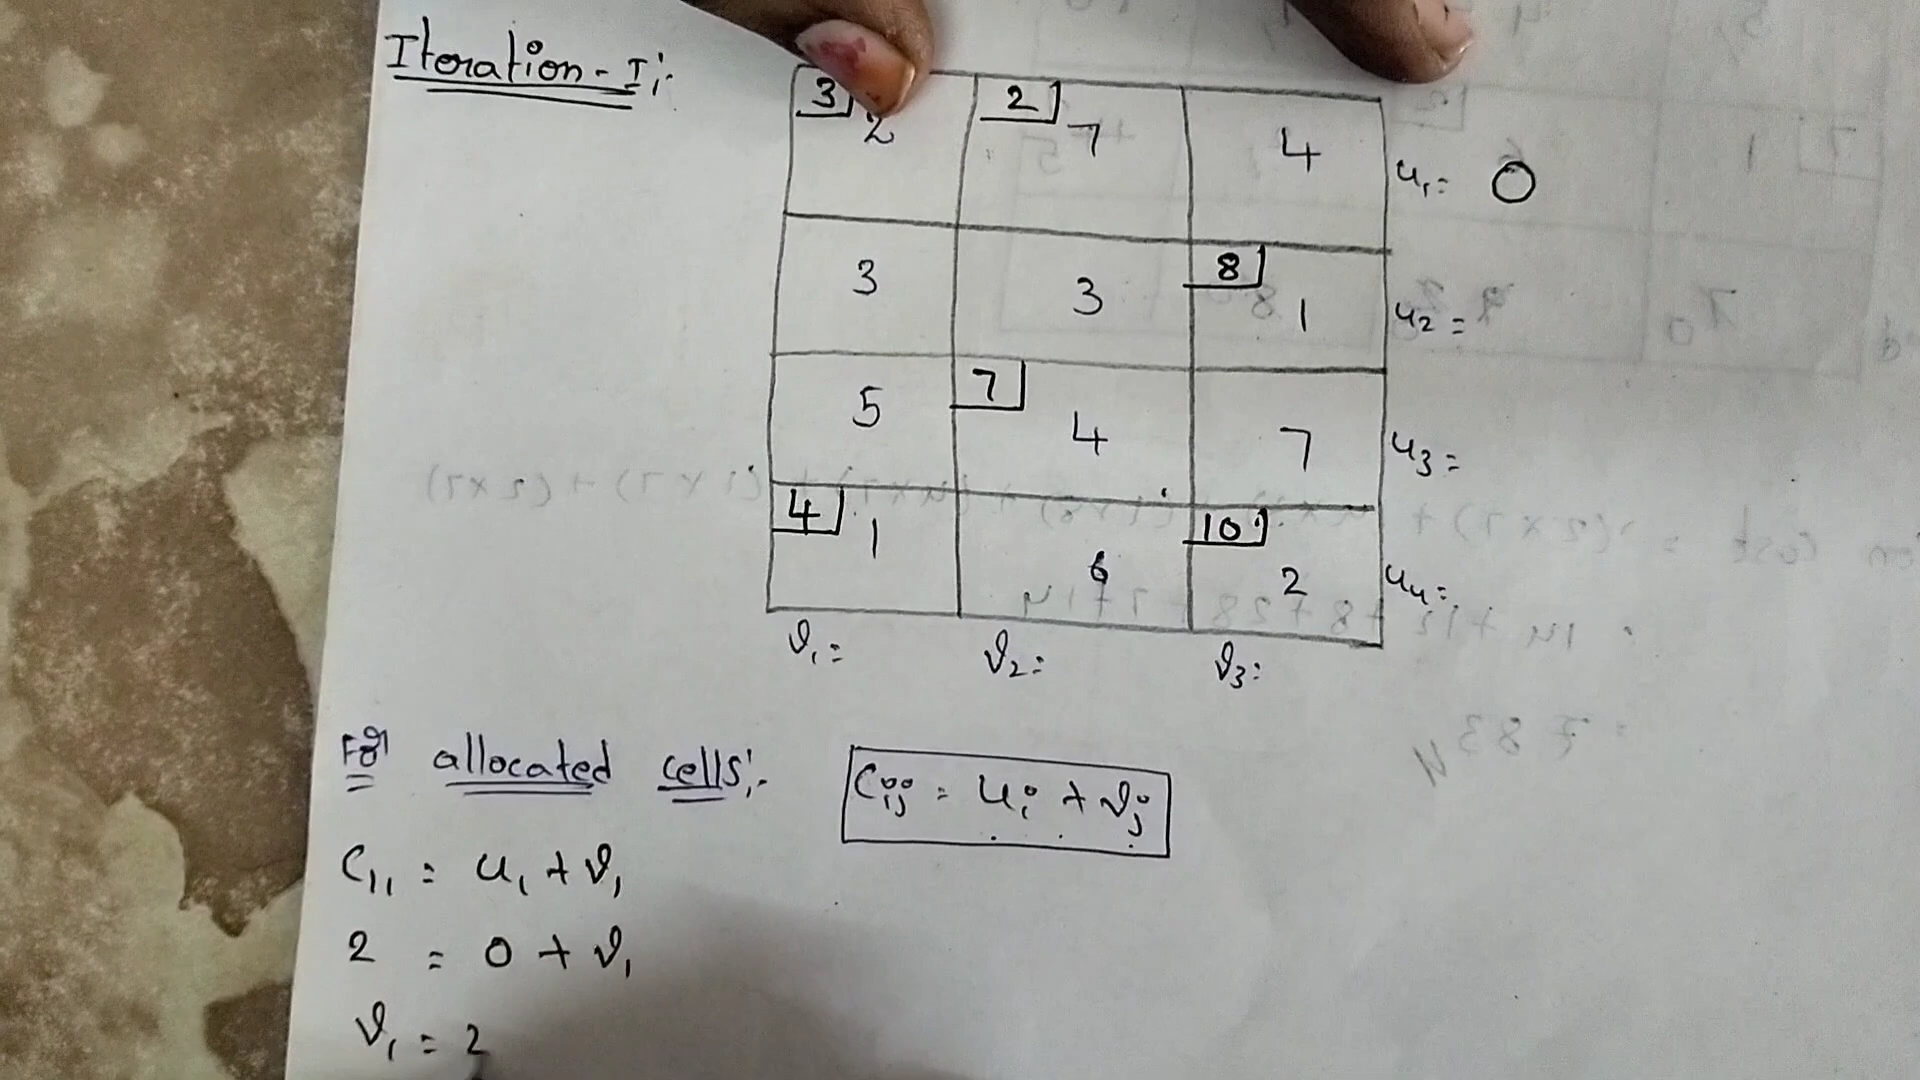 Iteration - I:-
3 2 2 7 4 u₁ = 0
3 3 8 1 u₂ =
5 7 4 7 u₃ =
4 1 6 10 2 u₄ =
v₁ = v₂ = v₃ =
For allocated cells:- Cij = ui + vj
C₁₁ = u₁ + v₁
2 = 0 + v₁
v₁ = 2